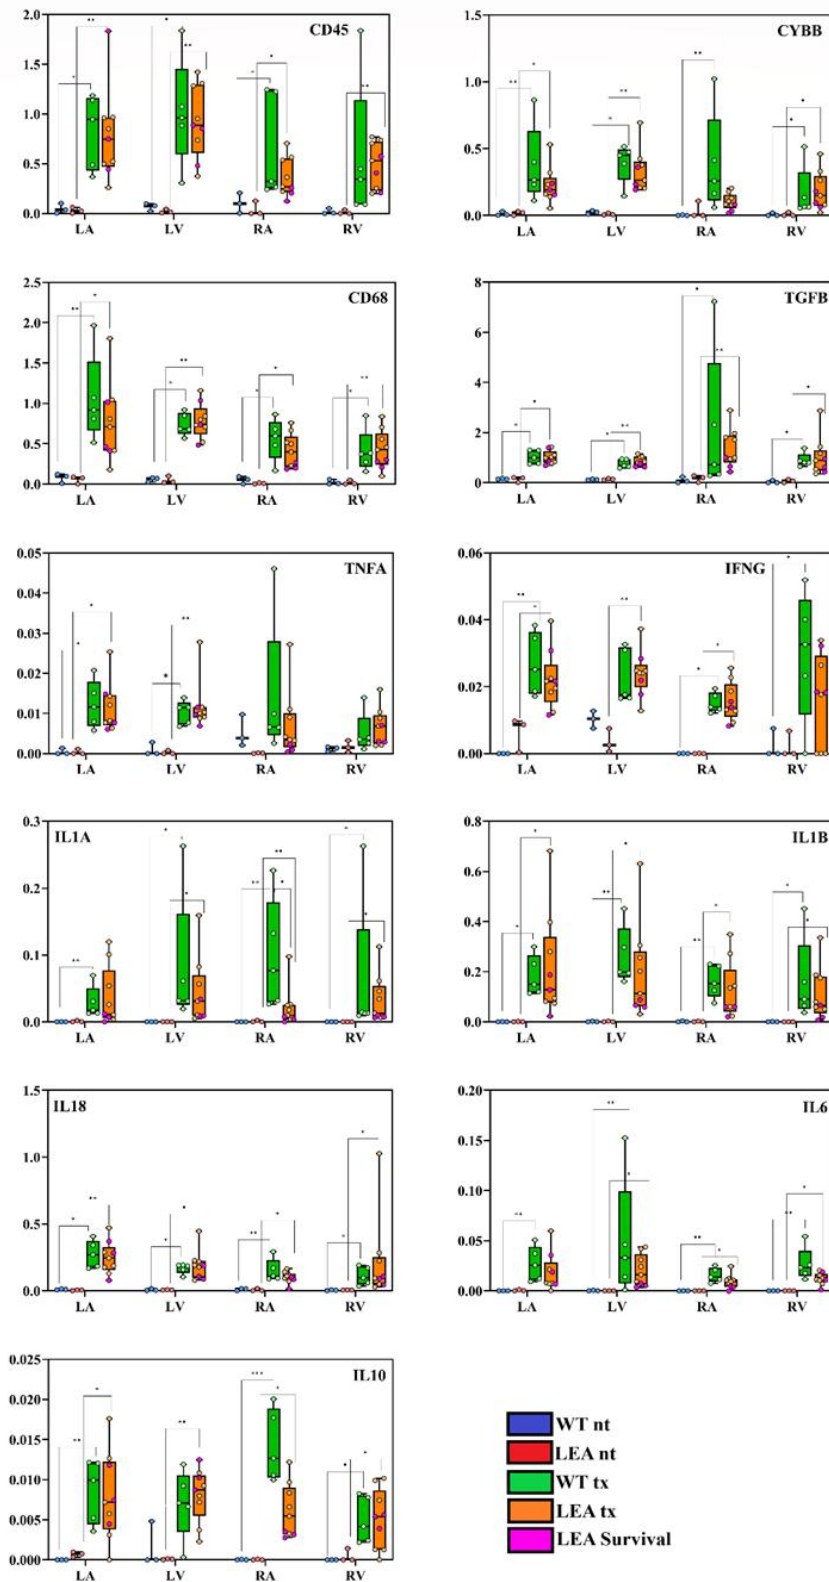 CD45
2.0
1.5
1.0
0.5
0.0
LA LV RA RV
CYBB
1.5
1.0
0.5
0.0
LA LV RA RV
CD68
2.5
2.0
1.5
1.0
0.5
0.0
LA LV RA RV
TGFB
8
6
4
2
0
LA LV RA RV
TNFA
0.05
0.04
0.03
0.02
0.01
0.00
LA LV RA RV
IFNG
0.06
0.04
0.02
0.00
LA LV RA RV
IL1A
0.3
0.2
0.1
0.0
LA LV RA RV
IL1B
0.8
0.6
0.4
0.2
0.0
LA LV RA RV
IL18
1.5
1.0
0.5
0.0
LA LV RA RV
IL6
0.20
0.15
0.10
0.05
0.00
LA LV RA RV
IL10
0.025
0.020
0.015
0.010
0.005
0.000
LA LV RA RV
WT nt
LEA nt
WT tx
LEA tx
LEA Survival